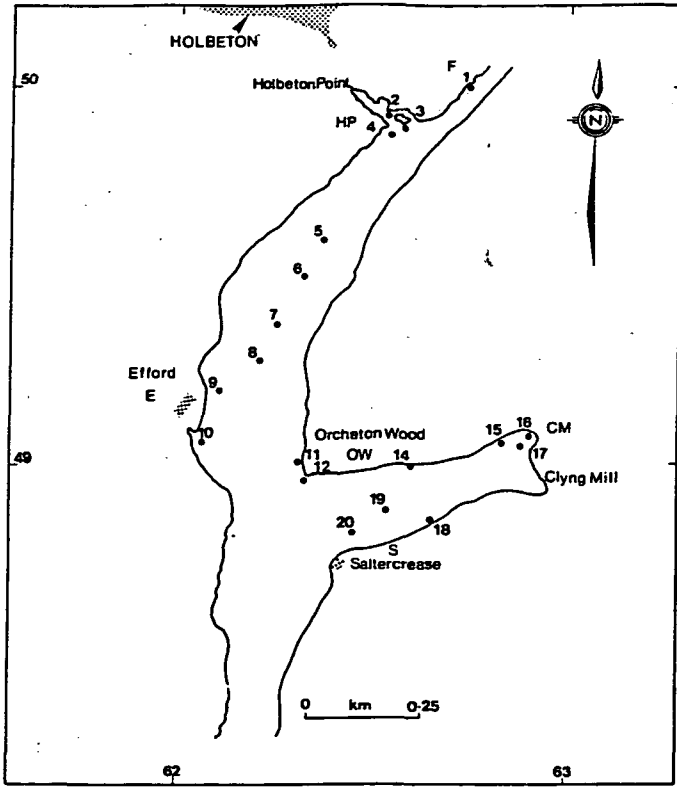 HOLBETON
50
F
1
Holbeton Point
2
3
HP
4
N
5
6
7
8
Efford
E
9
10
Orcheton Wood
OW
11
12
14
15
16
CM
17
Clyng Mill
49
19
18
20
S
Saltercrease
0 km 0·25
62
63